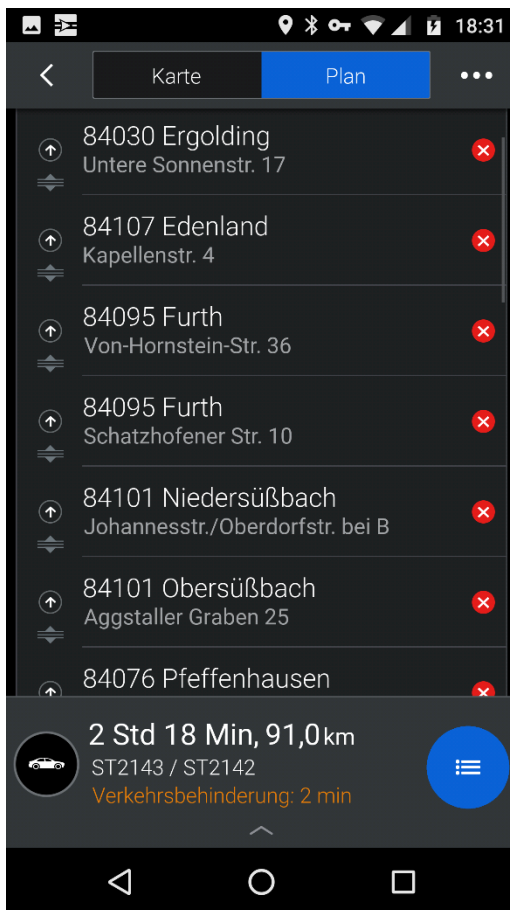 18:31
Karte
Plan
84030 Ergolding
Untere Sonnenstr. 17
84107 Edenland
Kapellenstr. 4
84095 Furth
Von-Hornstein-Str. 36
84095 Furth
Schatzhofener Str. 10
84101 Niedersüßbach
Johannesstr./Oberdorfstr. bei B
84101 Obersüßbach
Aggstaller Graben 25
84076 Pfeffenhausen
2 Std 18 Min, 91,0 km
ST2143 / ST2142
Verkehrsbehinderung: 2 min